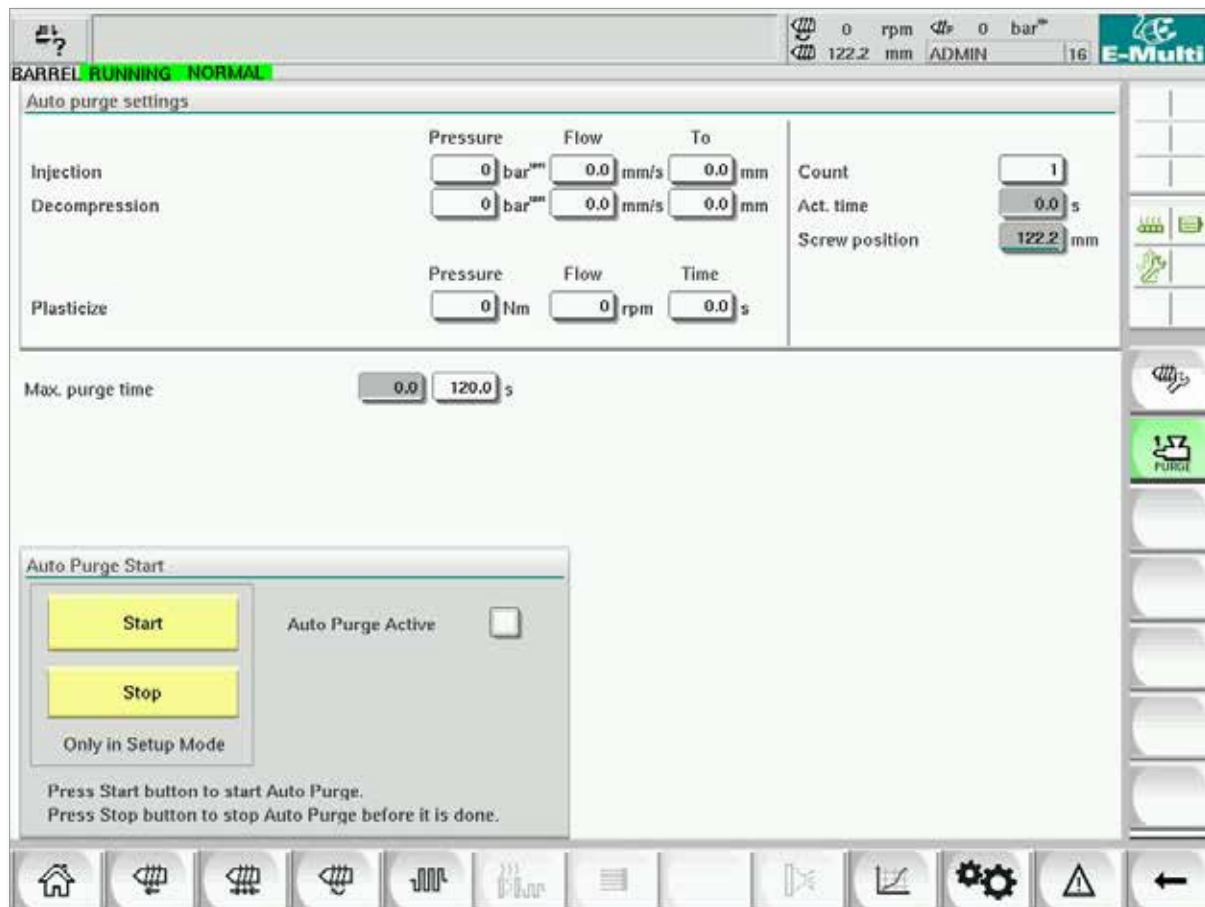 ?
0 rpm 0 bar
122.2 mm ADMIN 16
E-Multi
BARREL RUNNING NORMAL
Auto purge settings
Pressure Flow To
Injection 0 bar 0.0 mm/s 0.0 mm
Decompression 0 bar 0.0 mm/s 0.0 mm
Pressure Flow Time
Plasticize 0 Nm 0 rpm 0.0 s
Count 1
Act. time 0.0 s
Screw position 122.2 mm
Max. purge time 0.0 120.0 s
PURGE
Auto Purge Start
Start
Auto Purge Active
Stop
Only in Setup Mode
Press Start button to start Auto Purge.
Press Stop button to stop Auto Purge before it is done.